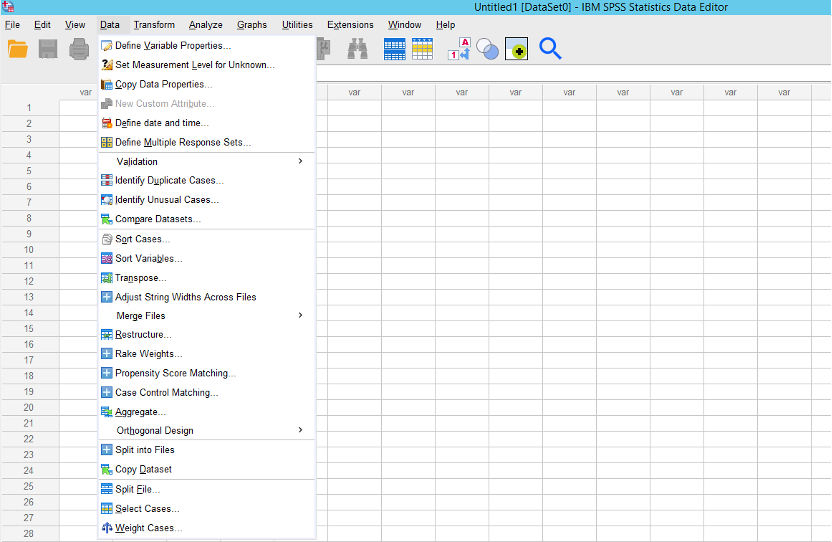 Untitled1 [DataSet0] - IBM SPSS Statistics Data Editor
File Edit View Data Transform Analyze Graphs Utilities Extensions Window Help
A
1
var var var var var var var var var var
Define Variable Properties...
Set Measurement Level for Unknown...
Copy Data Properties...
New Custom Attribute...
Define date and time...
Define Multiple Response Sets...
Validation
Identify Duplicate Cases...
Identify Unusual Cases...
Compare Datasets...
Sort Cases...
Sort Variables...
Transpose...
Adjust String Widths Across Files
Merge Files
Restructure...
Rake Weights...
Propensity Score Matching...
Case Control Matching...
Aggregate...
Orthogonal Design
Split into Files
Copy Dataset
Split File...
Select Cases...
Weight Cases...
1
2
3
4
5
6
7
8
9
10
11
12
13
14
15
16
17
18
19
20
21
22
23
24
25
26
27
28